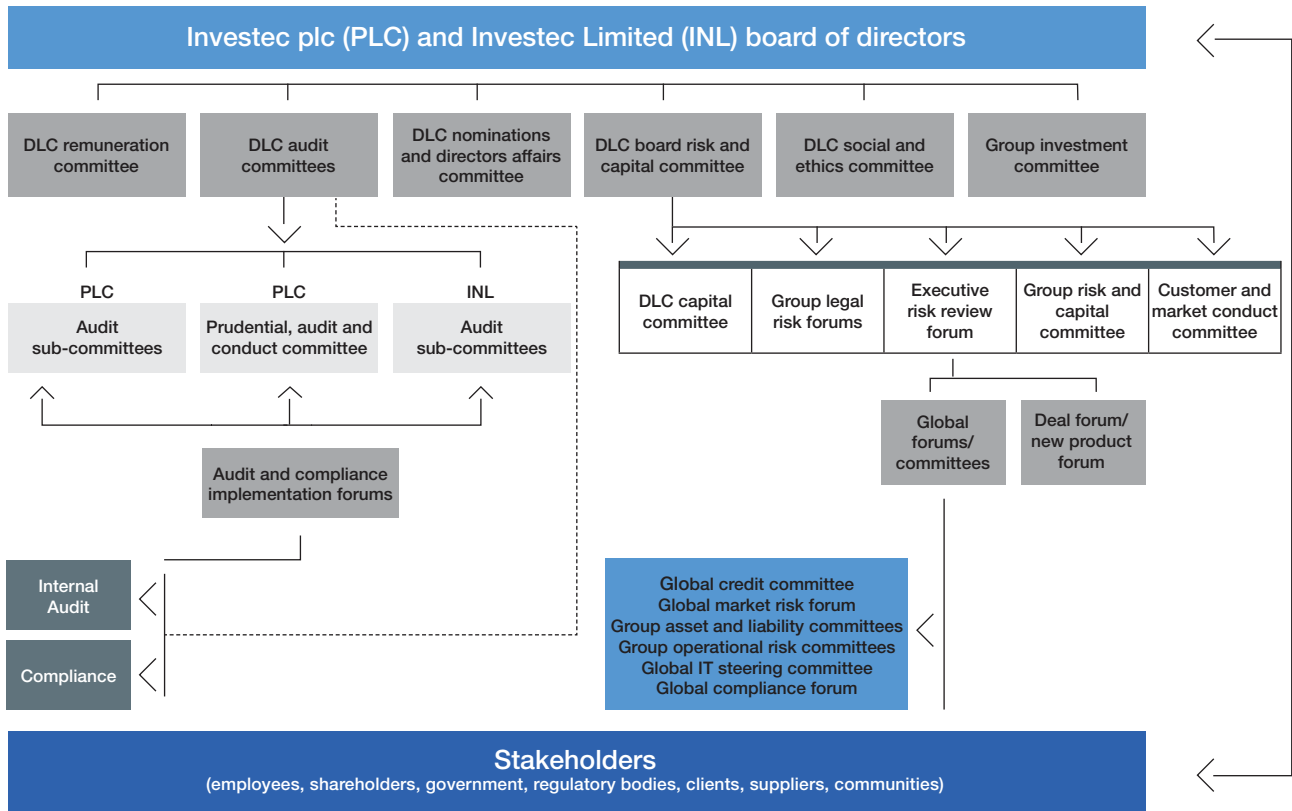 Investec plc (PLC) and Investec Limited (INL) board of directors
DLC remuneration
committee
DLC audit
committees
DLC nominations
and directors affairs
committee
DLC board risk and
capital committee
DLC social and
ethics committee
Group investment
committee
PLC
Audit
sub-committees
PLC
Prudential, audit and
conduct committee
INL
Audit
sub-committees
DLC capital
committee
Group legal
risk forums
Executive
risk review
forum
Group risk and
capital
committee
Customer and
market conduct
committee
Global
forums/
committees
Deal forum/
new product
forum
Audit and compliance
implementation forums
Internal
Audit
Compliance
Global credit committee
Global market risk forum
Group asset and liability committees
Group operational risk committees
Global IT steering committee
Global compliance forum
Stakeholders
(employees, shareholders, government, regulatory bodies, clients, suppliers, communities)